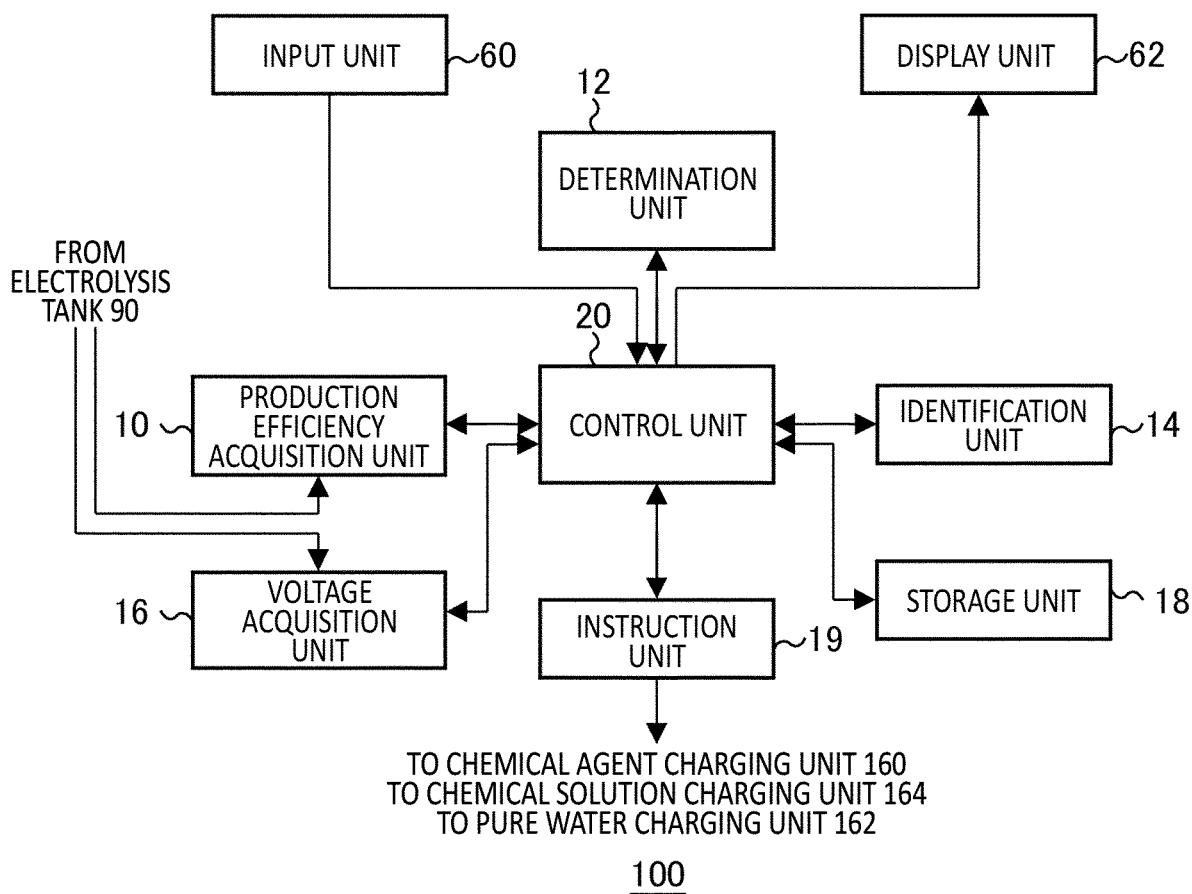 INPUT UNIT
60
DISPLAY UNIT
62
12
DETERMINATION
UNIT
FROM
ELECTROLYSIS
TANK 90
20
CONTROL UNIT
10
PRODUCTION
EFFICIENCY
ACQUISITION UNIT
IDENTIFICATION
UNIT
14
16
VOLTAGE
ACQUISITION
UNIT
INSTRUCTION
UNIT
19
STORAGE UNIT
18
TO CHEMICAL AGENT CHARGING UNIT 160
TO CHEMICAL SOLUTION CHARGING UNIT 164
TO PURE WATER CHARGING UNIT 162
100